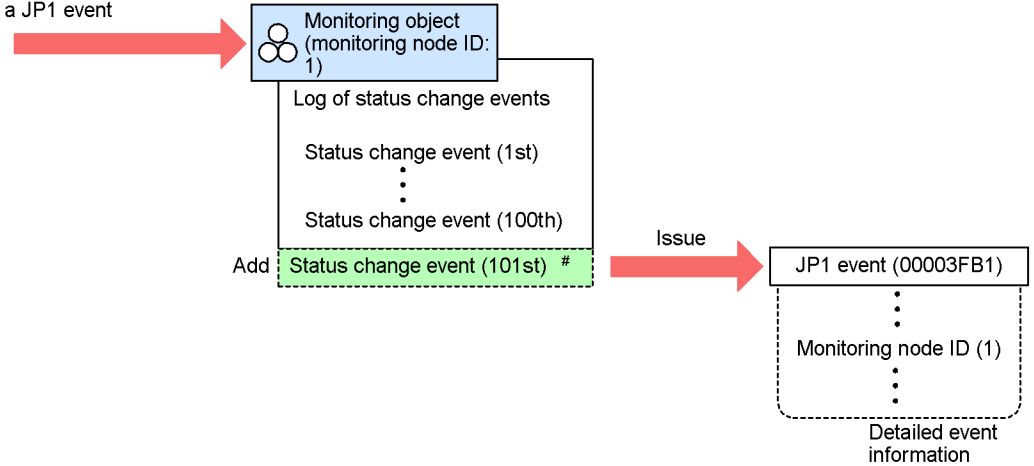 a JP1 event
Monitoring object
(monitoring node ID:
1)
Log of status change events
Status change event (1st)
Status change event (100th)
Add
Status change event (101st) #
Issue
JP1 event (00003FB1)
Monitoring node ID (1)
Detailed event
information